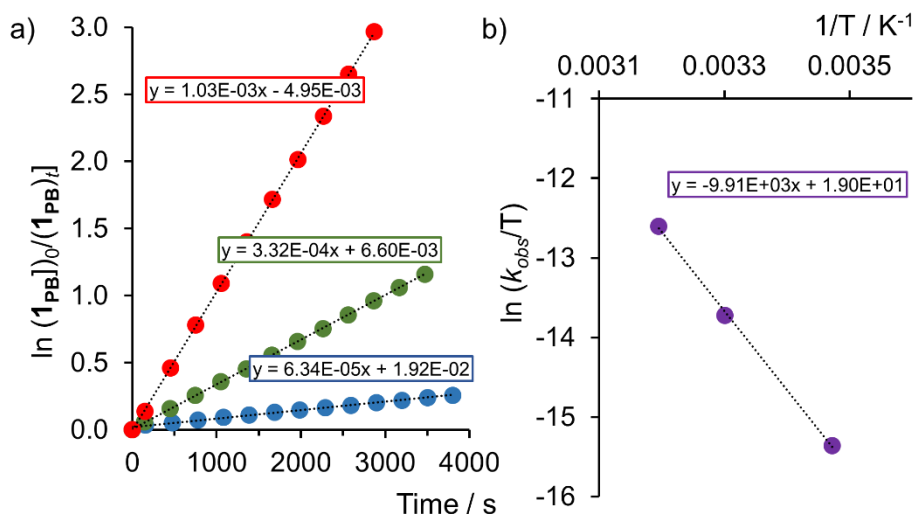 a)
3.0
2.5
2.0
1.5
1.0
0.5
0.0
ln (1PB])0/(1PB)t]
y = 1.03E-03x - 4.95E-03
y = 3.32E-04x + 6.60E-03
y = 6.34E-05x + 1.92E-02
0 1000 2000 3000 4000
Time / s
b)
1/T / K-1
0.0031 0.0033 0.0035
-11
-12
-13
-14
-15
-16
ln (kobs/T)
y = -9.91E+03x + 1.90E+01